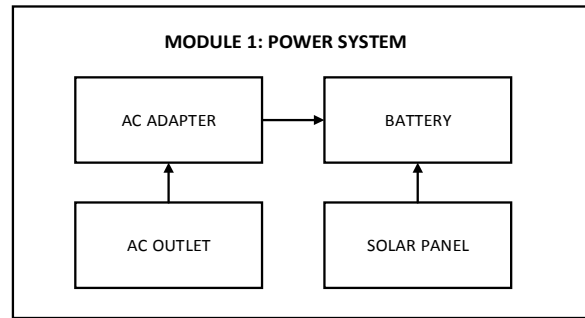 MODULE 1: POWER SYSTEM
AC ADAPTER
BATTERY
AC OUTLET
SOLAR PANEL